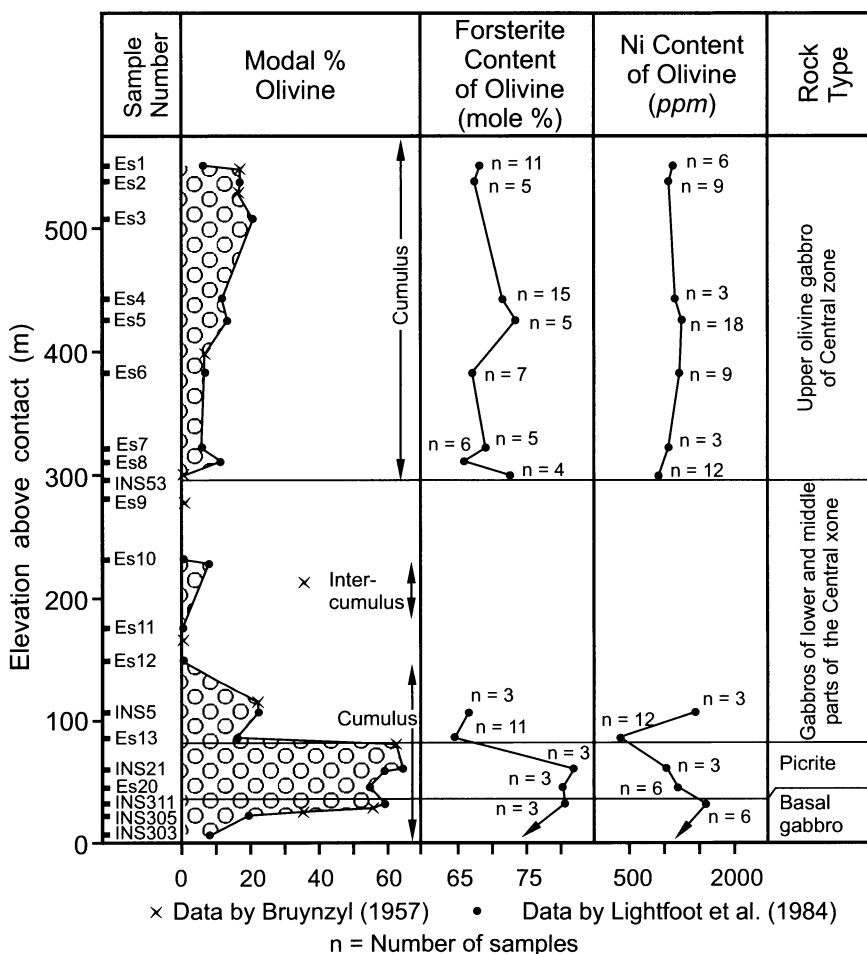 Sample Number
Modal %
Olivine
Forsterite
Content
of Olivine
(mole %)
Ni Content
of Olivine
(ppm)
Rock Type
Elevation above contact (m)
500
400
300
200
100
0
Es1
Es2
Es3
Es4
Es5
Es6
Es7
Es8
INS53
Es9
Es10
Es11
Es12
INS5
Es13
INS21
Es20
INS311
INS305
INS303
Cumulus
Inter-
cumulus
Cumulus
n = 11
n = 5
n = 15
n = 5
n = 7
n = 5
n = 6
n = 4
n = 3
n = 11
n = 3
n = 3
n = 3
n = 6
n = 9
n = 3
n = 18
n = 9
n = 3
n = 12
n = 3
n = 12
n = 3
n = 6
n = 6
Upper olivine gabbro
of Central zone
Gabbros of lower and middle
parts of the Central xone
Picrite
Basal
gabbro
0 20 40 60
65 75
500 2000
× Data by Bruynzyl (1957) • Data by Lightfoot et al. (1984)
n = Number of samples